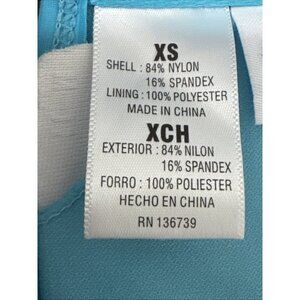 XS
SHELL : 84% NYLON
16% SPANDEX
LINING : 100% POLYESTER
MADE IN CHINA
XCH
EXTERIOR : 84% NILON
16% SPANDEX
FORRO : 100% POLIESTER
HECHO EN CHINA
RN 136739